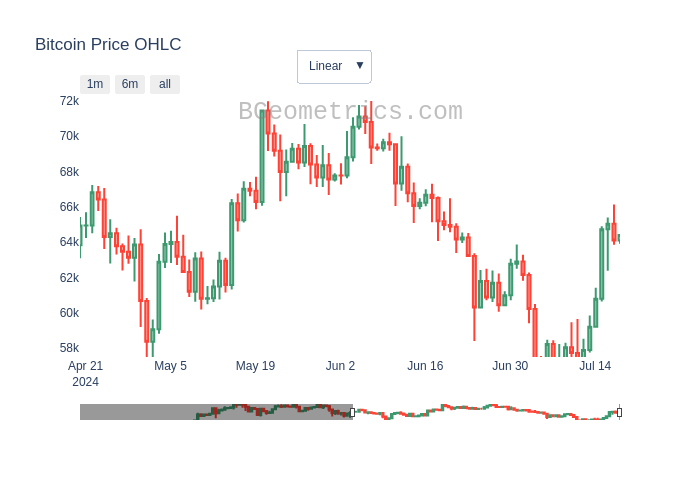 Bitcoin Price OHLC
Linear ▼
1m 6m all
BGeometrics.com
72k
70k
68k
66k
64k
62k
60k
58k
Apr 21 May 5 May 19 Jun 2 Jun 16 Jun 30 Jul 14
2024